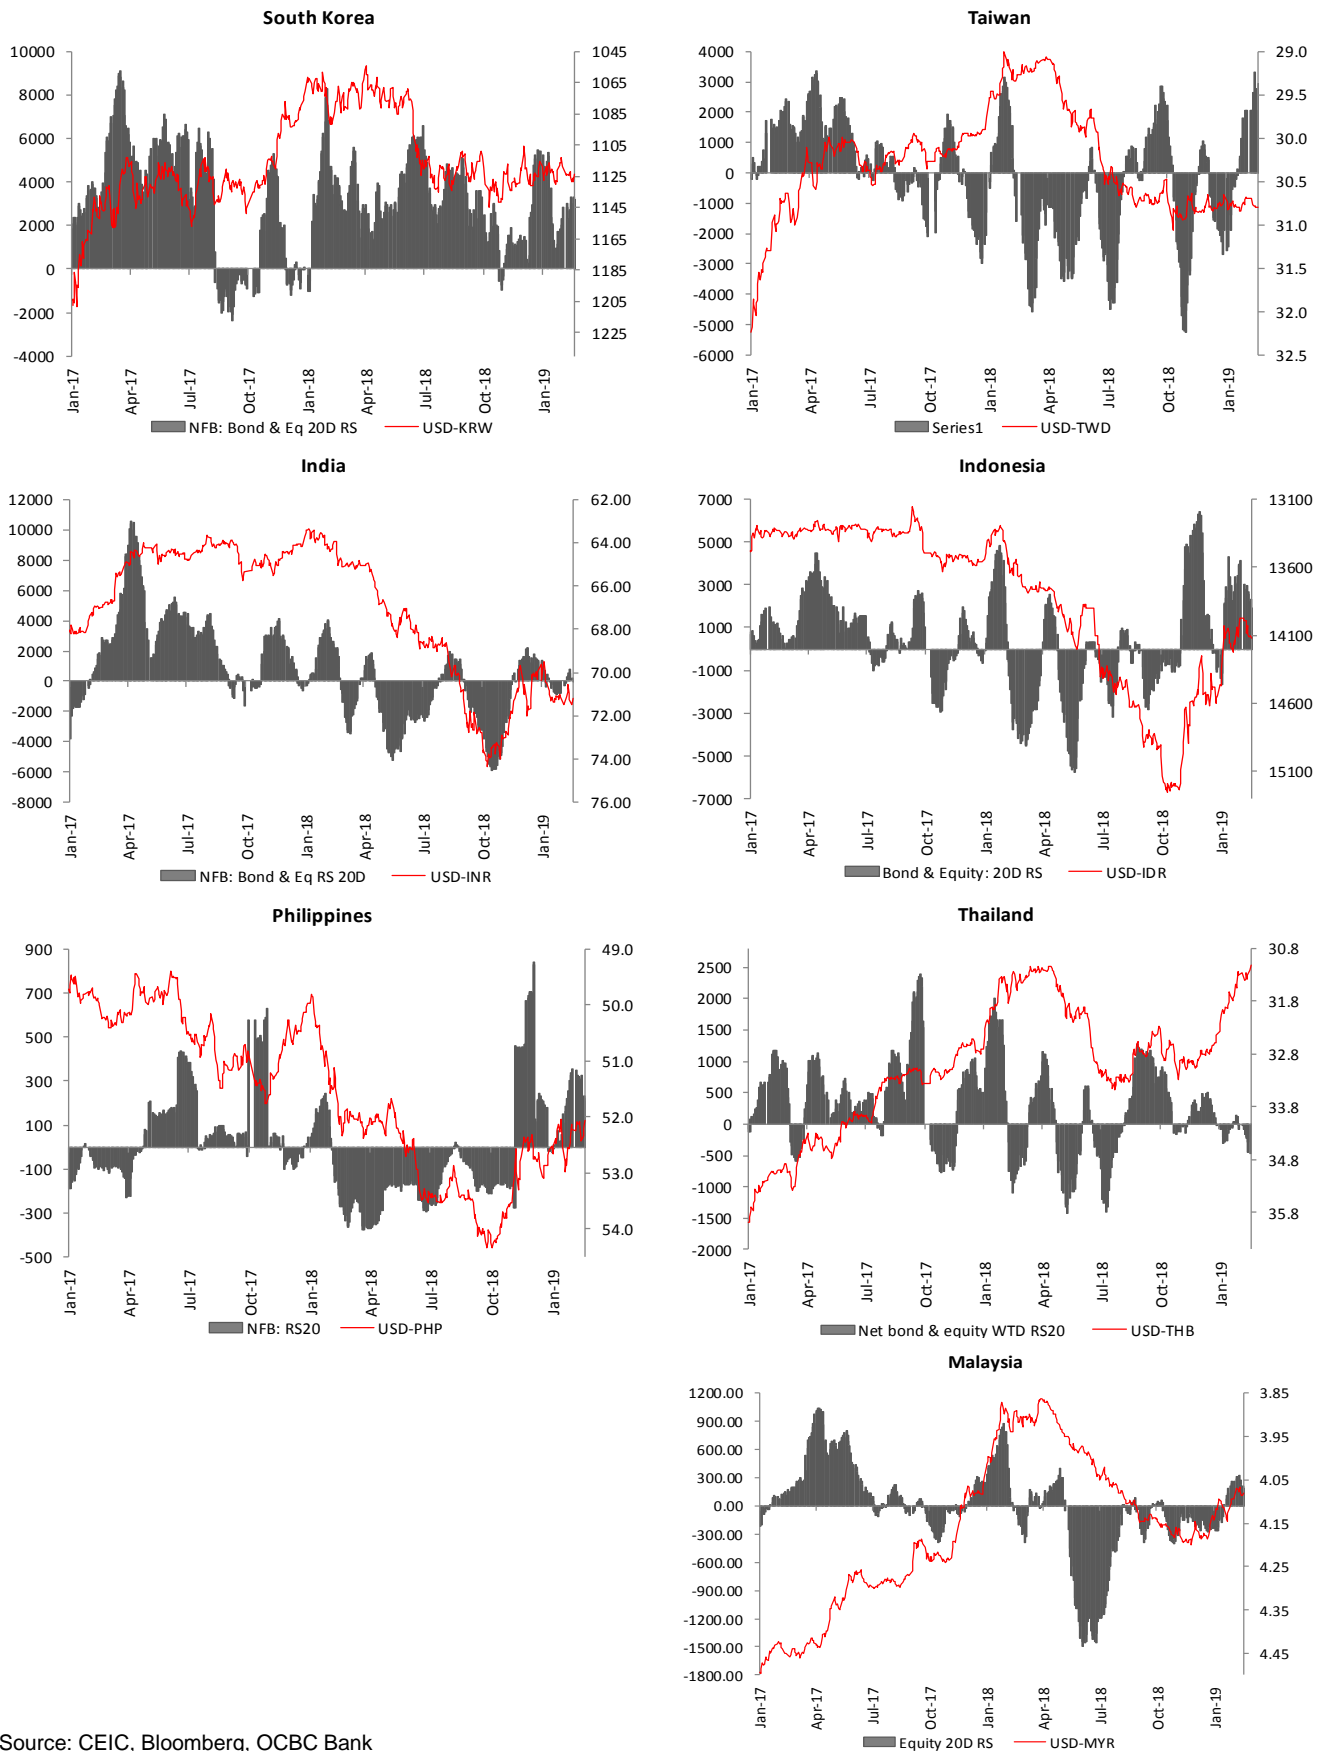 South Korea
10000
8000
6000
4000
2000
0
-2000
-4000
1045
1065
1085
1105
1125
1145
1165
1185
1205
1225
Jan-17
Apr-17
Jul-17
Oct-17
Jan-18
Apr-18
Jul-18
Oct-18
Jan-19
NFB: Bond & Eq 20D RS USD-KRW
Taiwan
4000
3000
2000
1000
0
-1000
-2000
-3000
-4000
-5000
-6000
29.0
29.5
30.0
30.5
31.0
31.5
32.0
32.5
Jan-17
Apr-17
Jul-17
Oct-17
Jan-18
Apr-18
Jul-18
Oct-18
Jan-19
Series1 USD-TWD
India
12000
10000
8000
6000
4000
2000
0
-2000
-4000
-6000
-8000
62.00
64.00
66.00
68.00
70.00
72.00
74.00
76.00
Jan-17
Apr-17
Jul-17
Oct-17
Jan-18
Apr-18
Jul-18
Oct-18
Jan-19
NFB: Bond & Eq RS 20D USD-INR
Indonesia
7000
5000
3000
1000
-1000
-3000
-5000
-7000
13100
13600
14100
14600
15100
Jan-17
Apr-17
Jul-17
Oct-17
Jan-18
Apr-18
Jul-18
Oct-18
Jan-19
Bond & Equity: 20D RS USD-IDR
Philippines
900
700
500
300
100
-100
-300
-500
49.0
50.0
51.0
52.0
53.0
54.0
Jan-17
Apr-17
Jul-17
Oct-17
Jan-18
Apr-18
Jul-18
Oct-18
Jan-19
NFB: RS20 USD-PHP
Thailand
2500
2000
1500
1000
500
0
-500
-1000
-1500
-2000
30.8
31.8
32.8
33.8
34.8
35.8
Jan-17
Apr-17
Jul-17
Oct-17
Jan-18
Apr-18
Jul-18
Oct-18
Jan-19
Net bond & equity WTD RS20 USD-THB
Malaysia
1200.00
900.00
600.00
300.00
0.00
-300.00
-600.00
-900.00
-1200.00
-1500.00
-1800.00
3.85
3.95
4.05
4.15
4.25
4.35
4.45
Jan-17
Apr-17
Jul-17
Oct-17
Jan-18
Apr-18
Jul-18
Oct-18
Jan-19
Equity 20D RS USD-MYR
Source: CEIC, Bloomberg, OCBC Bank